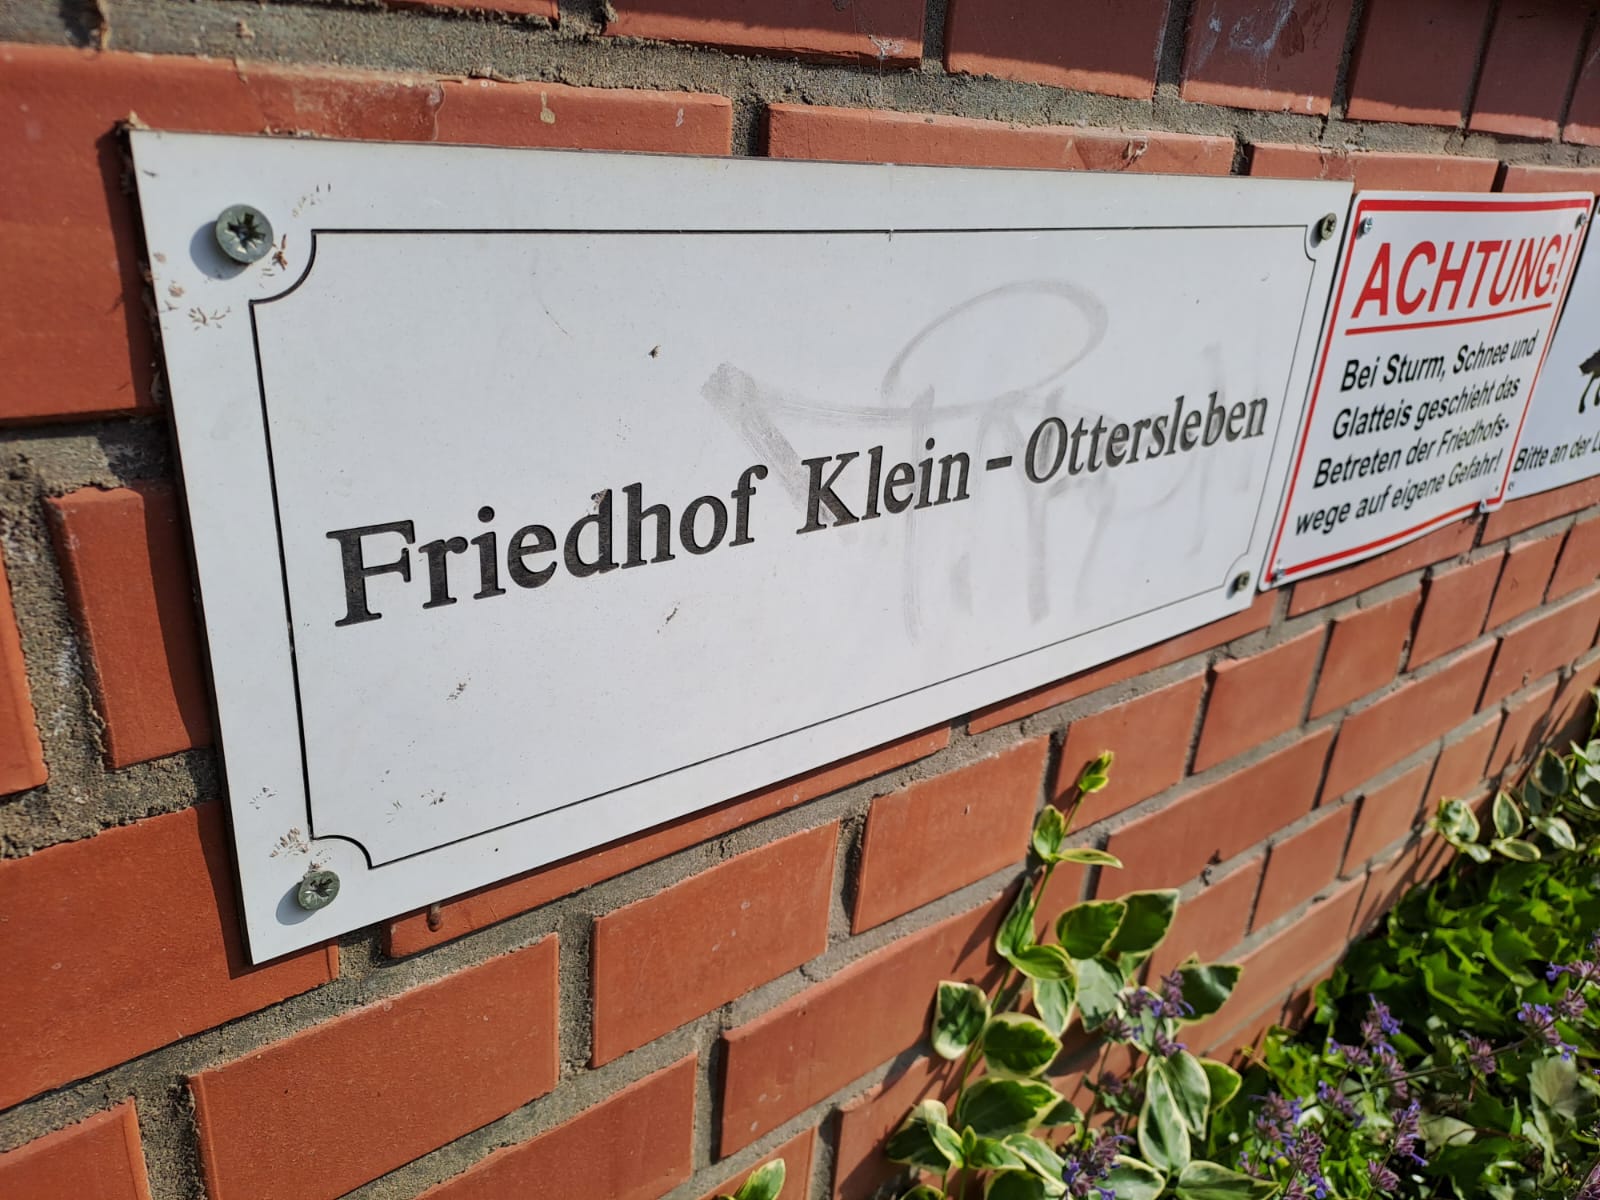 Friedhof Klein-Ottersleben
ACHTUNG!
Bei Sturm, Schnee und
Glatteis geschieht das
Betreten der Friedhofs-
wege auf eigene Gefahr!
Bitte an der